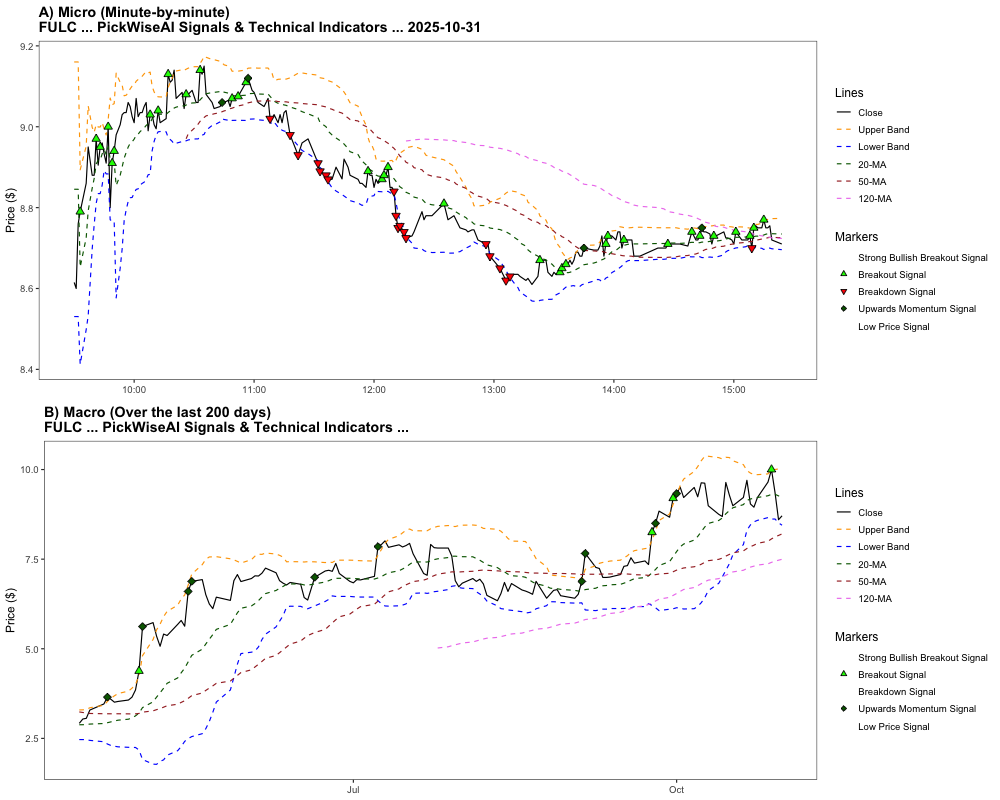 A) Micro (Minute-by-minute)
FULC ... PickWiseAI Signals & Technical Indicators ... 2025-10-31
Price ($)
9.2
9.0
8.8
8.6
8.4
10:00
11:00
12:00
13:00
14:00
15:00
Lines
Close
Upper Band
Lower Band
20-MA
50-MA
120-MA
Markers
Strong Bullish Breakout Signal
Breakout Signal
Breakdown Signal
Upwards Momentum Signal
Low Price Signal
B) Macro (Over the last 200 days)
FULC ... PickWiseAI Signals & Technical Indicators ...
Price ($)
10.0
7.5
5.0
2.5
Jul
Oct
Lines
Close
Upper Band
Lower Band
20-MA
50-MA
120-MA
Markers
Strong Bullish Breakout Signal
Breakout Signal
Breakdown Signal
Upwards Momentum Signal
Low Price Signal